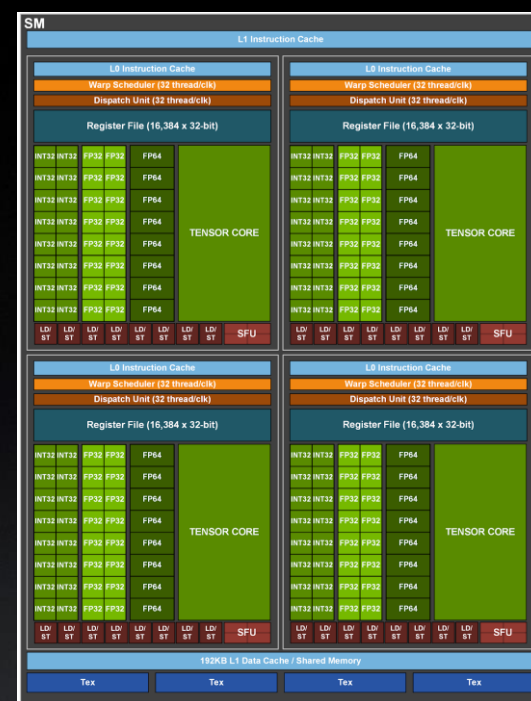 SM
L1 Instruction Cache
L0 Instruction Cache
Warp Scheduler (32 thread/clk)
Dispatch Unit (32 thread/clk)
Register File (16,384 x 32-bit)
INT32 INT32 FP32 FP32 FP64
INT32 INT32 FP32 FP32 FP64
INT32 INT32 FP32 FP32 FP64
INT32 INT32 FP32 FP32 FP64
TENSOR CORE
INT32 INT32 FP32 FP32 FP64
INT32 INT32 FP32 FP32 FP64
INT32 INT32 FP32 FP32 FP64
INT32 INT32 FP32 FP32 FP64
LD/ LD/ LD/ LD/ LD/ LD/ LD/ LD/
ST ST ST ST ST ST ST ST
SFU
L0 Instruction Cache
Warp Scheduler (32 thread/clk)
Dispatch Unit (32 thread/clk)
Register File (16,384 x 32-bit)
INT32 INT32 FP32 FP32 FP64
INT32 INT32 FP32 FP32 FP64
INT32 INT32 FP32 FP32 FP64
INT32 INT32 FP32 FP32 FP64
TENSOR CORE
INT32 INT32 FP32 FP32 FP64
INT32 INT32 FP32 FP32 FP64
INT32 INT32 FP32 FP32 FP64
INT32 INT32 FP32 FP32 FP64
LD/ LD/ LD/ LD/ LD/ LD/ LD/ LD/
ST ST ST ST ST ST ST ST
SFU
L0 Instruction Cache
Warp Scheduler (32 thread/clk)
Dispatch Unit (32 thread/clk)
Register File (16,384 x 32-bit)
INT32 INT32 FP32 FP32 FP64
INT32 INT32 FP32 FP32 FP64
INT32 INT32 FP32 FP32 FP64
INT32 INT32 FP32 FP32 FP64
TENSOR CORE
INT32 INT32 FP32 FP32 FP64
INT32 INT32 FP32 FP32 FP64
INT32 INT32 FP32 FP32 FP64
INT32 INT32 FP32 FP32 FP64
LD/ LD/ LD/ LD/ LD/ LD/ LD/ LD/
ST ST ST ST ST ST ST ST
SFU
L0 Instruction Cache
Warp Scheduler (32 thread/clk)
Dispatch Unit (32 thread/clk)
Register File (16,384 x 32-bit)
INT32 INT32 FP32 FP32 FP64
INT32 INT32 FP32 FP32 FP64
INT32 INT32 FP32 FP32 FP64
INT32 INT32 FP32 FP32 FP64
TENSOR CORE
INT32 INT32 FP32 FP32 FP64
INT32 INT32 FP32 FP32 FP64
INT32 INT32 FP32 FP32 FP64
INT32 INT32 FP32 FP32 FP64
LD/ LD/ LD/ LD/ LD/ LD/ LD/ LD/
ST ST ST ST ST ST ST ST
SFU
192KB L1 Data Cache / Shared Memory
Tex Tex Tex Tex